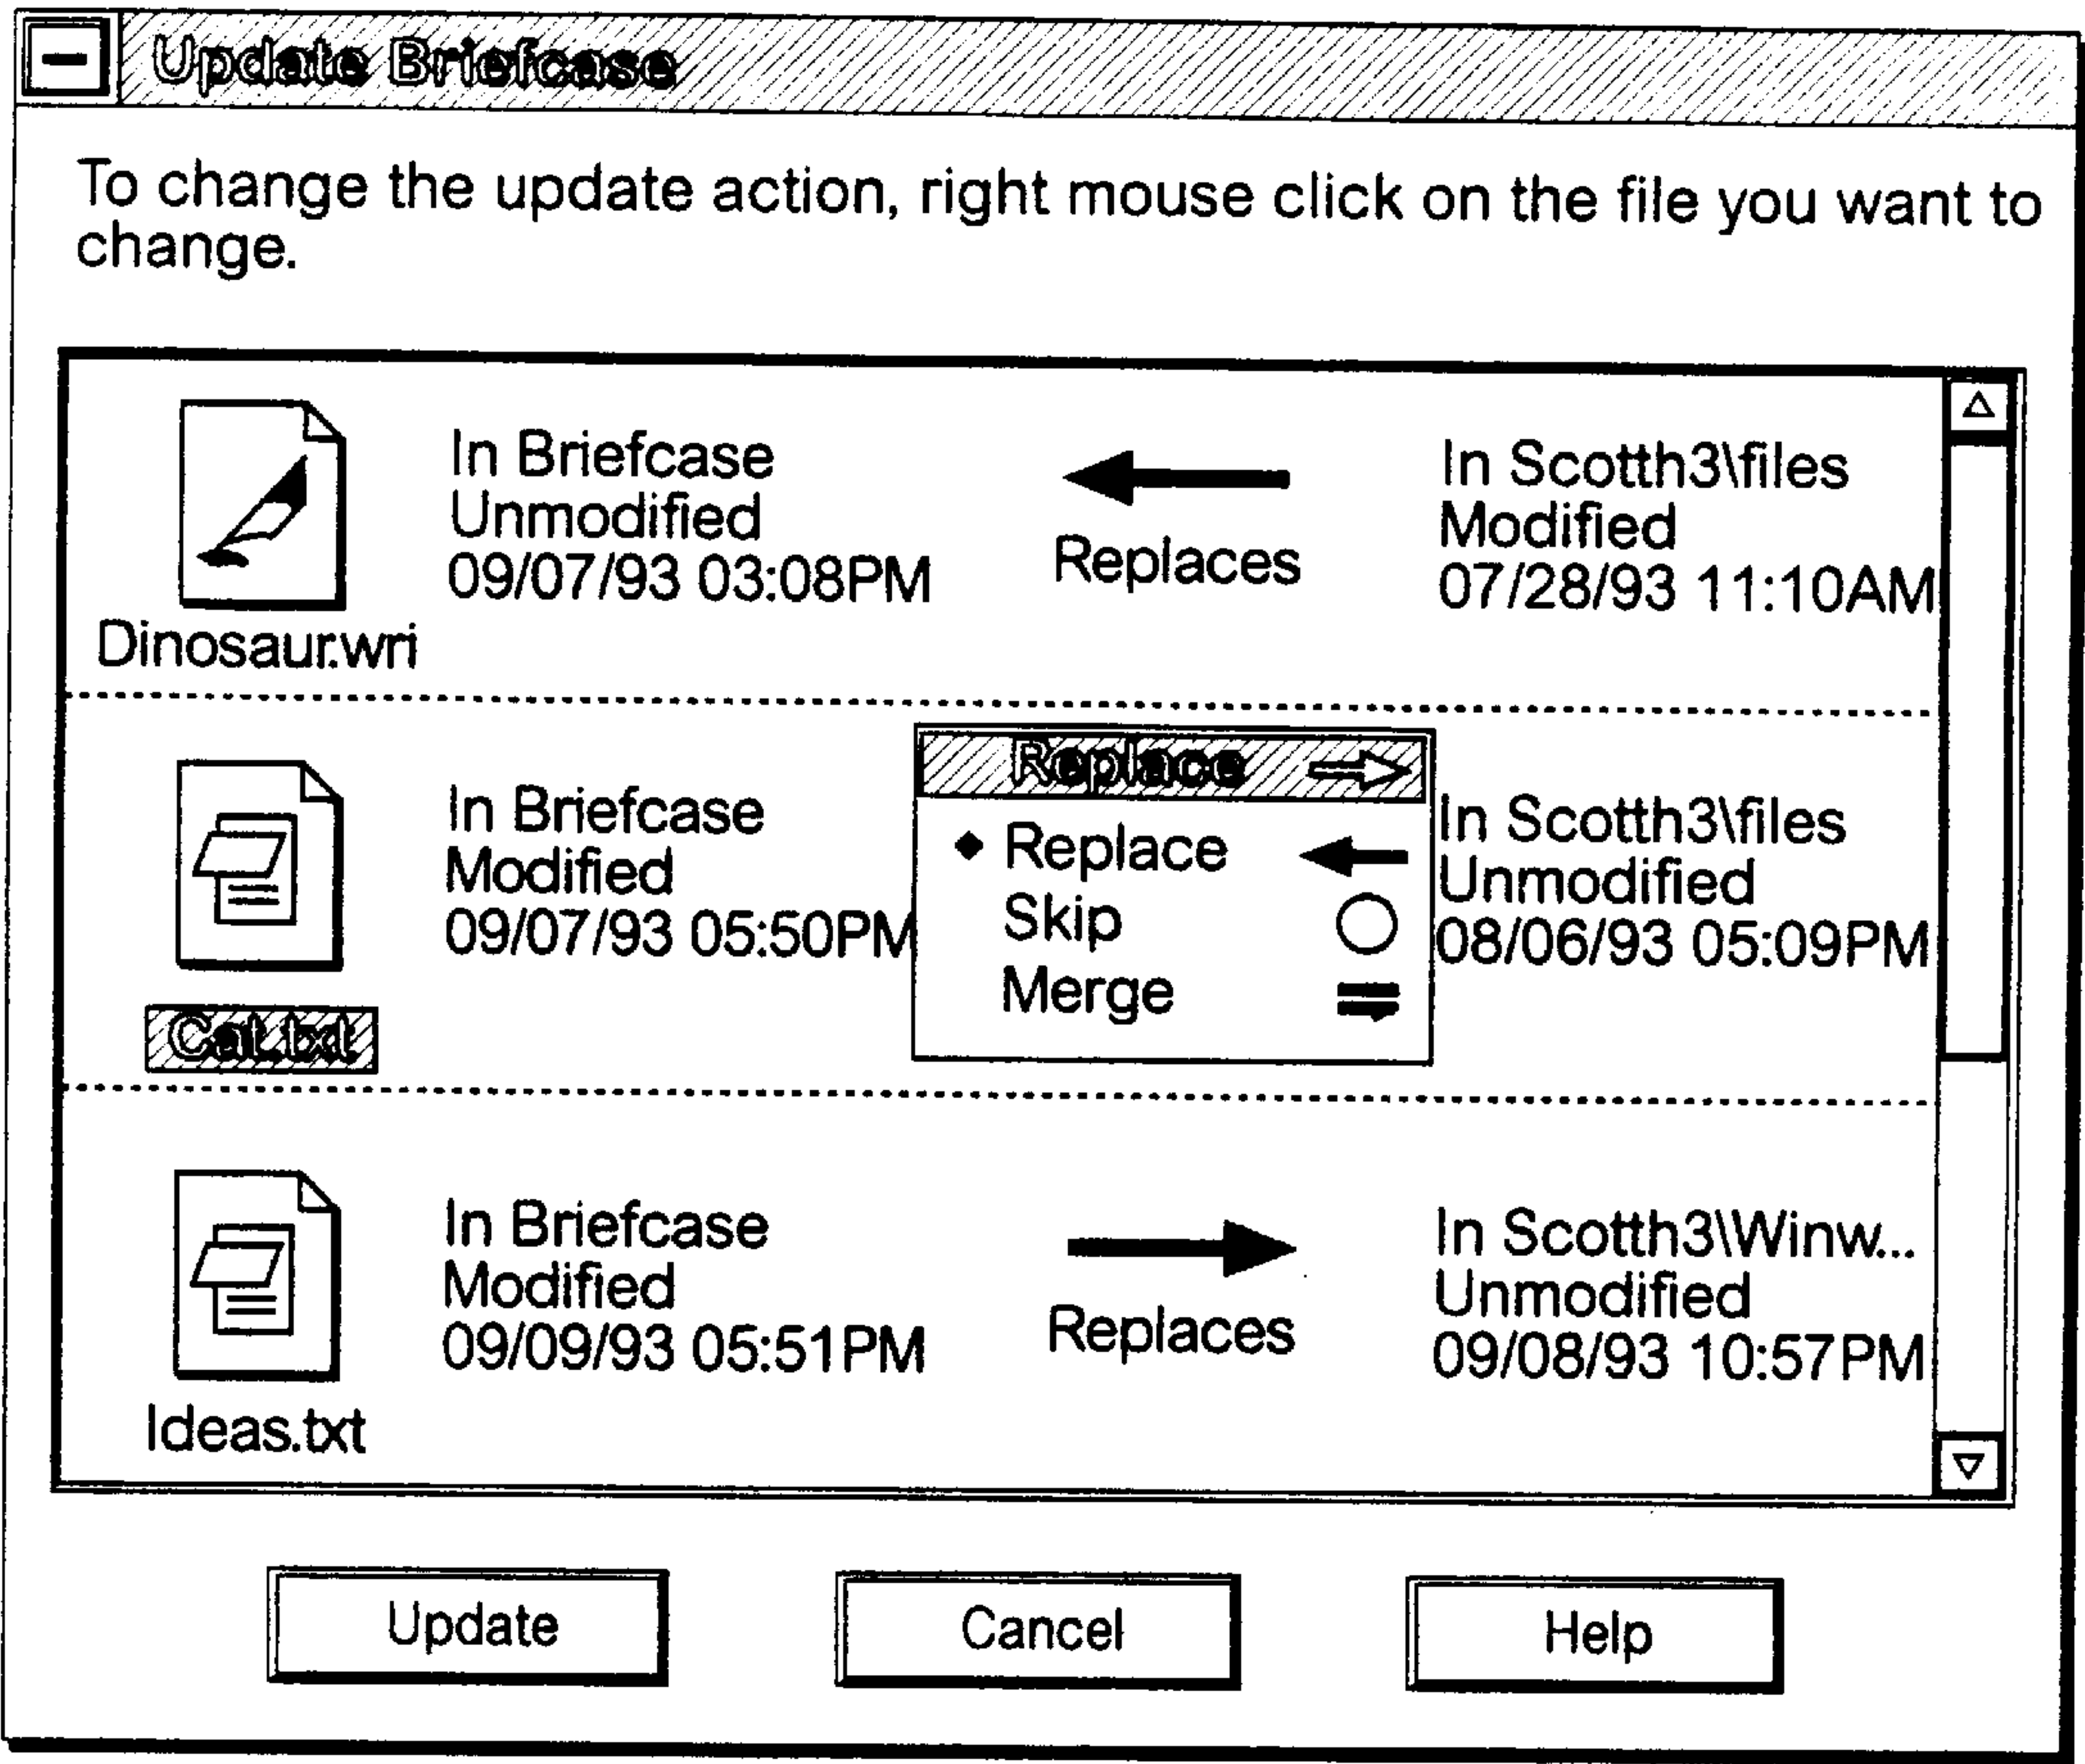 Update Briefcase
To change the update action, right mouse click on the file you want to
change.
In Briefcase
Unmodified
09/07/93 03:08PM
Replaces
In Scotth3\files
Modified
07/28/93 11:10AM
Dinosaur.wri
In Briefcase
Modified
09/07/93 05:50PM
Replace
Replace
Skip
Merge
In Scotth3\files
Unmodified
08/06/93 05:09PM
Cat.txt
In Briefcase
Modified
09/09/93 05:51PM
Replaces
In Scotth3\Winw...
Unmodified
09/08/93 10:57PM
Ideas.txt
Update
Cancel
Help